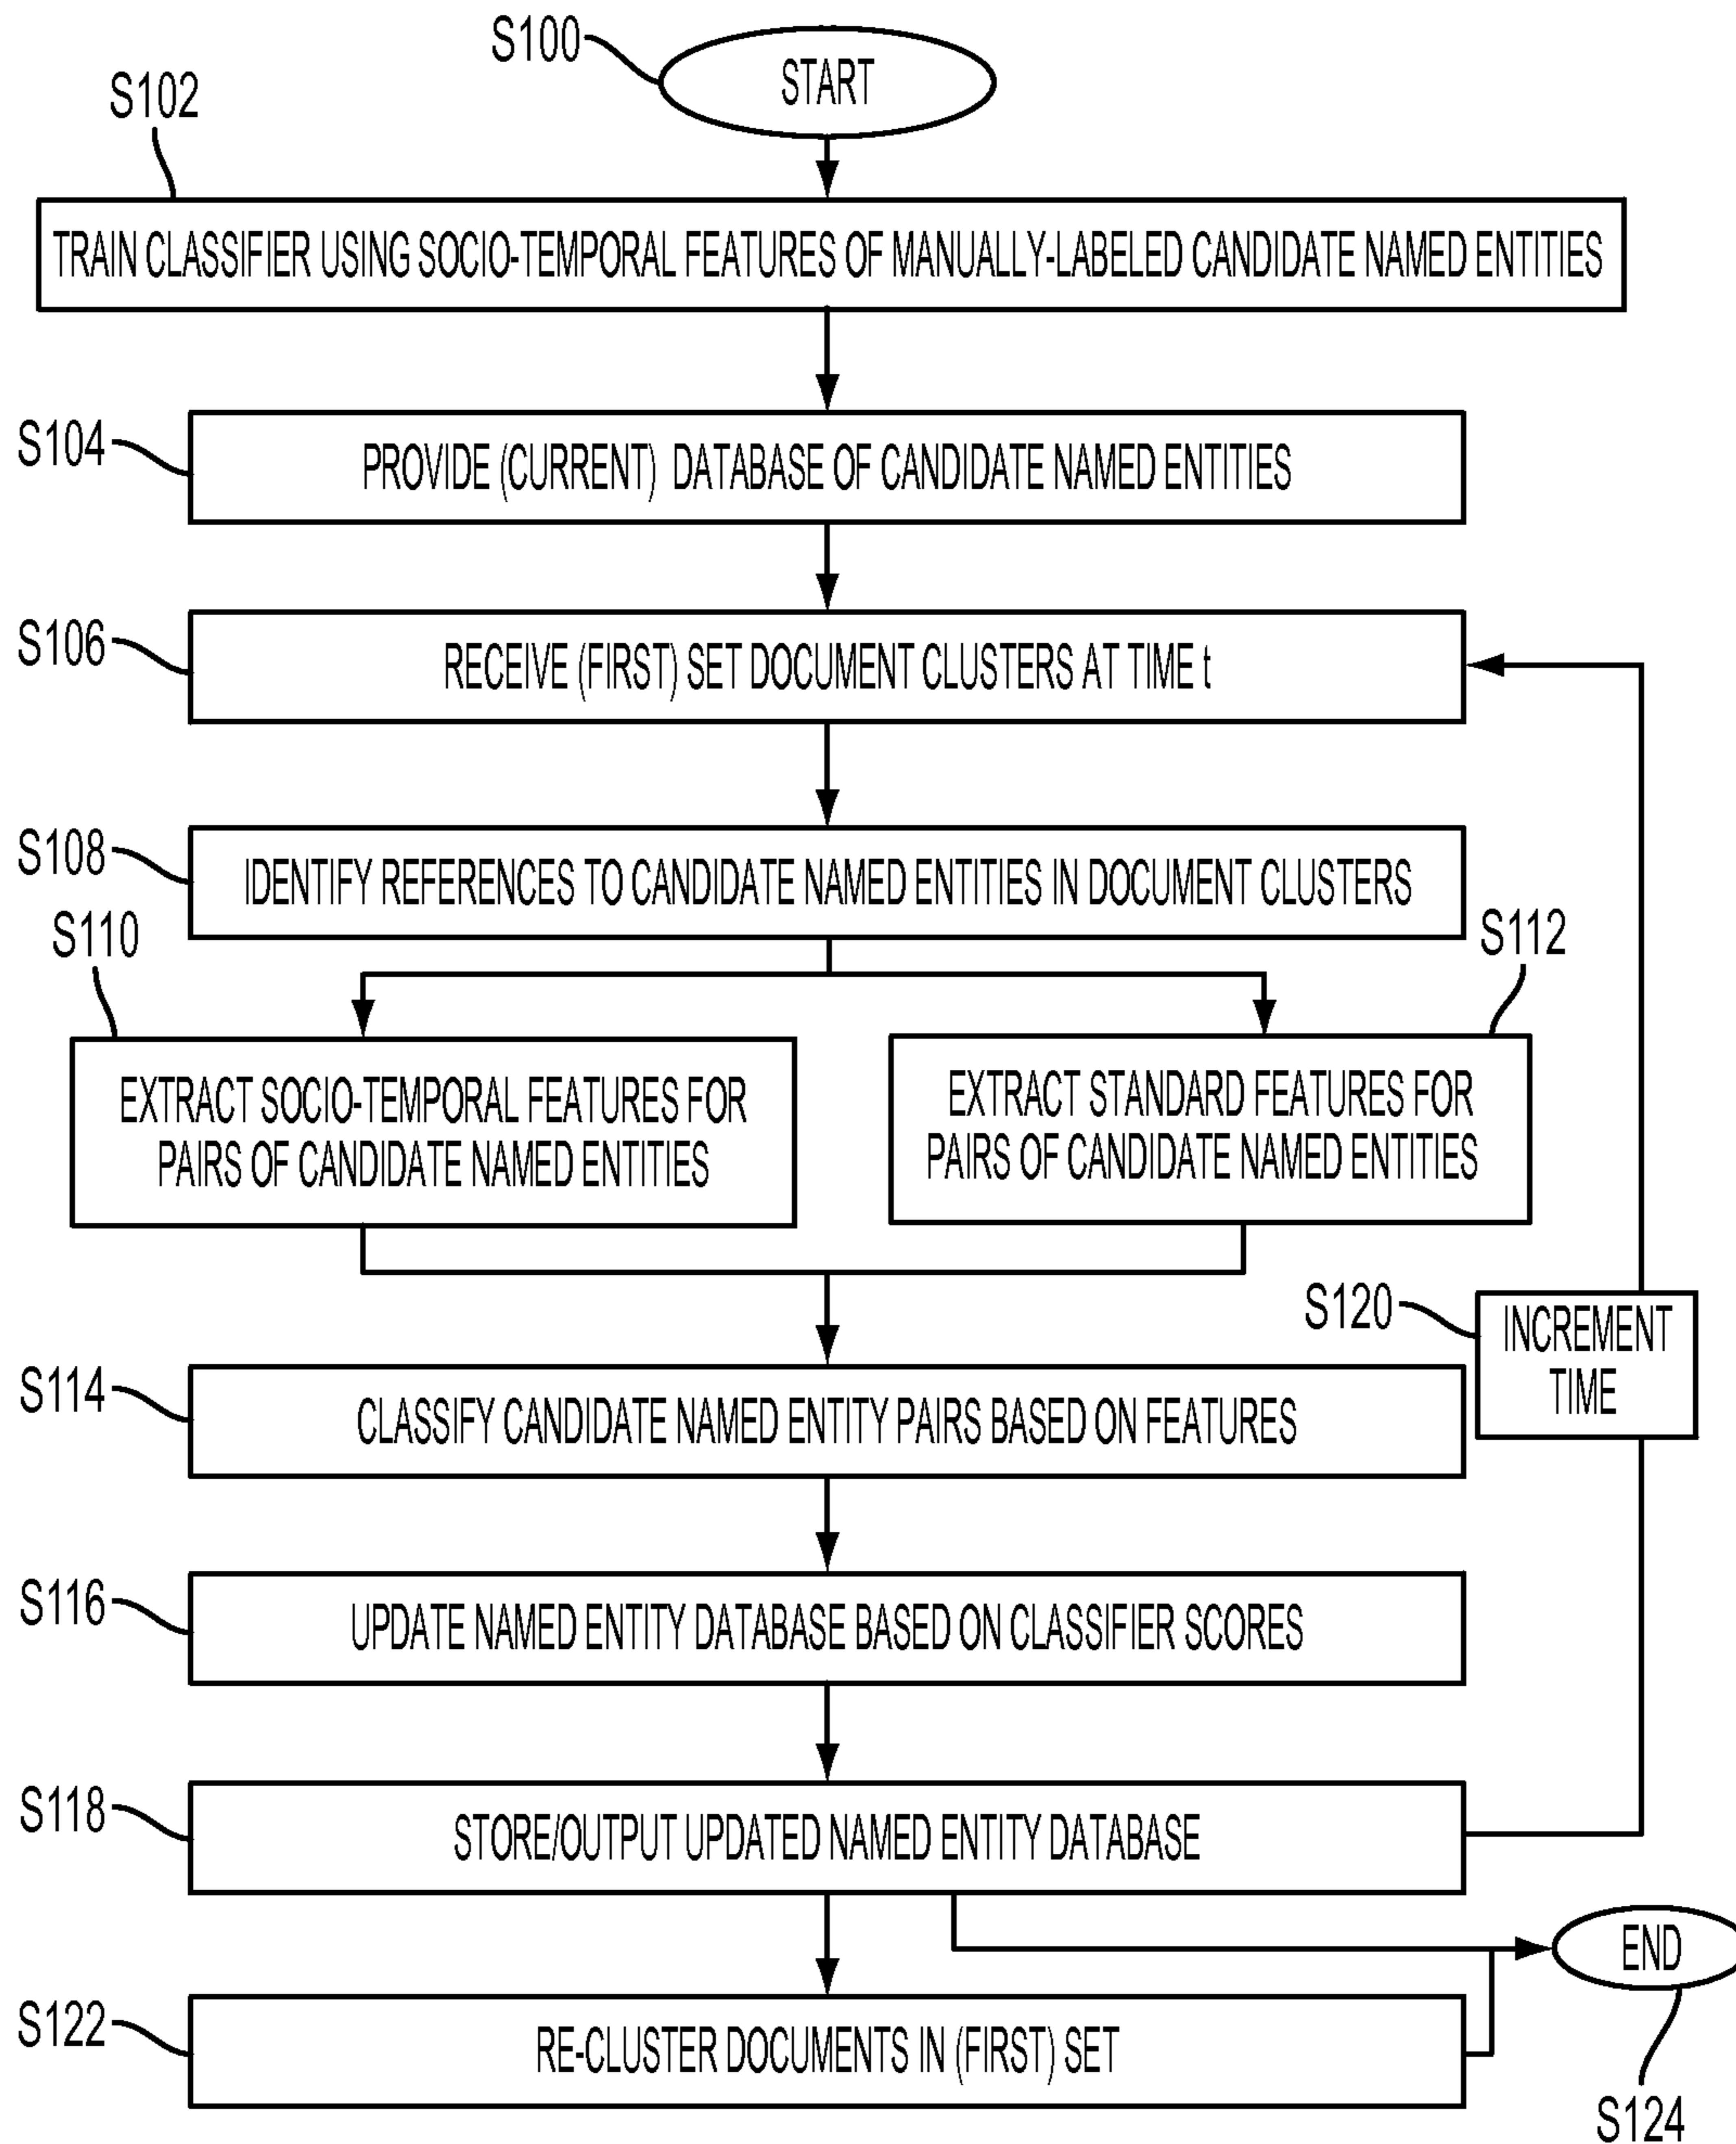 S100
START
S102
TRAIN CLASSIFIER USING SOCIO-TEMPORAL FEATURES OF MANUALLY-LABELED CANDIDATE NAMED ENTITIES
S104
PROVIDE (CURRENT) DATABASE OF CANDIDATE NAMED ENTITIES
S106
RECEIVE (FIRST) SET DOCUMENT CLUSTERS AT TIME t
S108
IDENTIFY REFERENCES TO CANDIDATE NAMED ENTITIES IN DOCUMENT CLUSTERS
S110
EXTRACT SOCIO-TEMPORAL FEATURES FOR
PAIRS OF CANDIDATE NAMED ENTITIES
S112
EXTRACT STANDARD FEATURES FOR
PAIRS OF CANDIDATE NAMED ENTITIES
S120
INCREMENT
TIME
S114
CLASSIFY CANDIDATE NAMED ENTITY PAIRS BASED ON FEATURES
S116
UPDATE NAMED ENTITY DATABASE BASED ON CLASSIFIER SCORES
S118
STORE/OUTPUT UPDATED NAMED ENTITY DATABASE
END
S122
RE-CLUSTER DOCUMENTS IN (FIRST) SET
S124